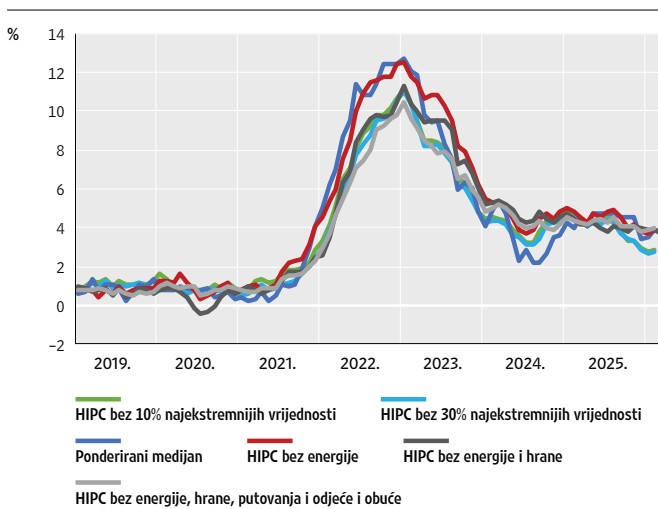 %
14
12
10
8
6
4
2
0
−2
2019. 2020. 2021. 2022. 2023. 2024. 2025.
HIPC bez 10% najekstremnijih vrijednosti HIPC bez 30% najekstremnijih vrijednosti
Ponderirani medijan HIPC bez energije HIPC bez energije i hrane
HIPC bez energije, hrane, putovanja i odjeće i obuće